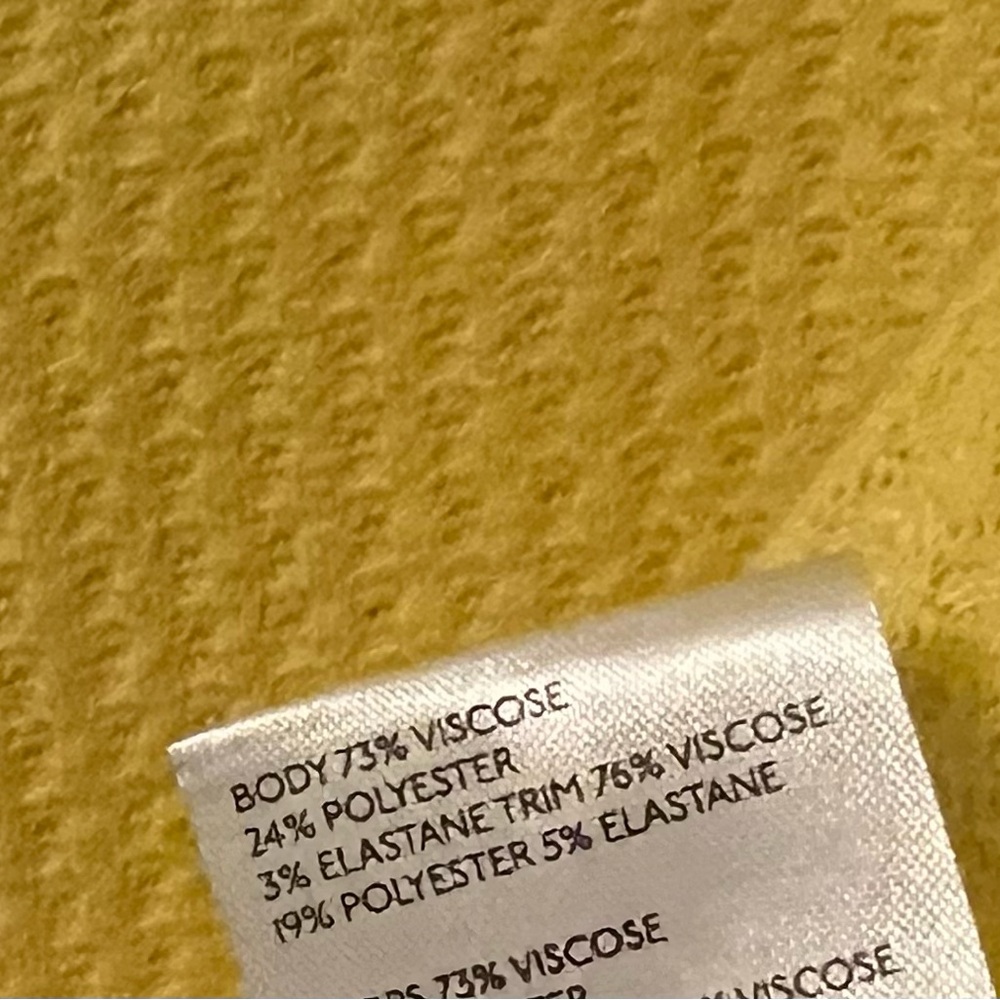 BODY 73% VISCOSE
24% POLYESTER
3% ELASTANE TRIM 76% VISCOSE
19% POLYESTER 5% ELASTANE
73% VISCOSE
VISCOSE